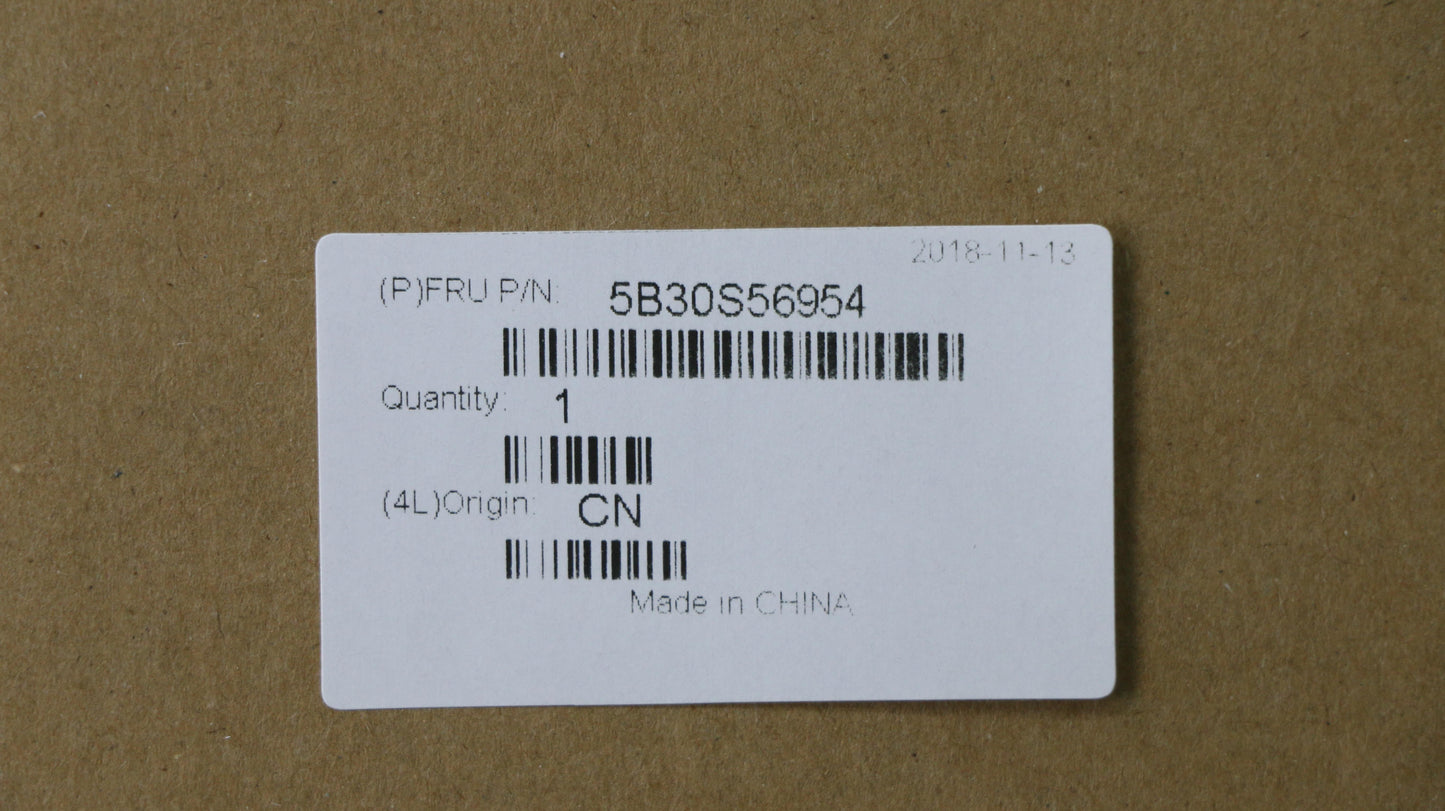 2018-11-13
(P)FRU P/N: 5B30S56954
Quantity: 1
(4L)Origin: CN
Made in CHINA